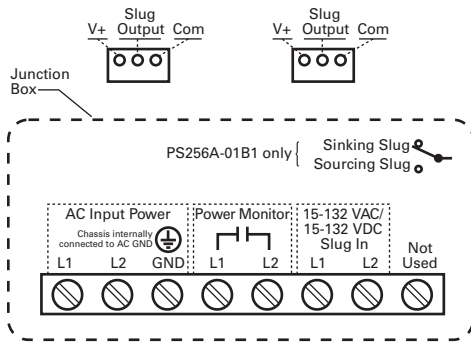 Slug
V+ Output Com
Slug
V+ Output Com
Junction
Box
PS256A-01B1 only
Sinking Slug
Sourcing Slug
AC Input Power
Chassis internally
connected to AC GND
L1 L2 GND
Power Monitor
L1 L2
15-132 VAC/
15-132 VDC
Slug In
L1 L2
Not
Used